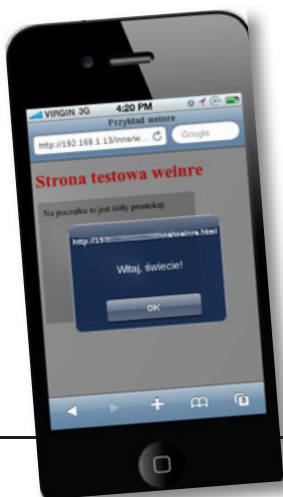 VIRGIN 3G 4:20 PM
Przykład weinre
http://192.168.1.13/inne/w... Google
Strona testowa weinre
Na początku to jest żółty prostokąt.
Witaj, świecie!
OK